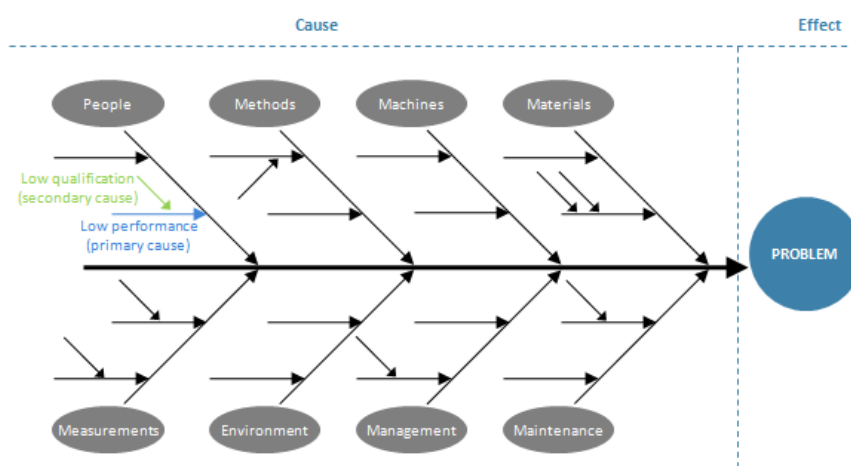 Cause
Effect
People
Methods
Machines
Materials
Low qualification
(secondary cause)
Low performance
(primary cause)
PROBLEM
Measurements
Environment
Management
Maintenance